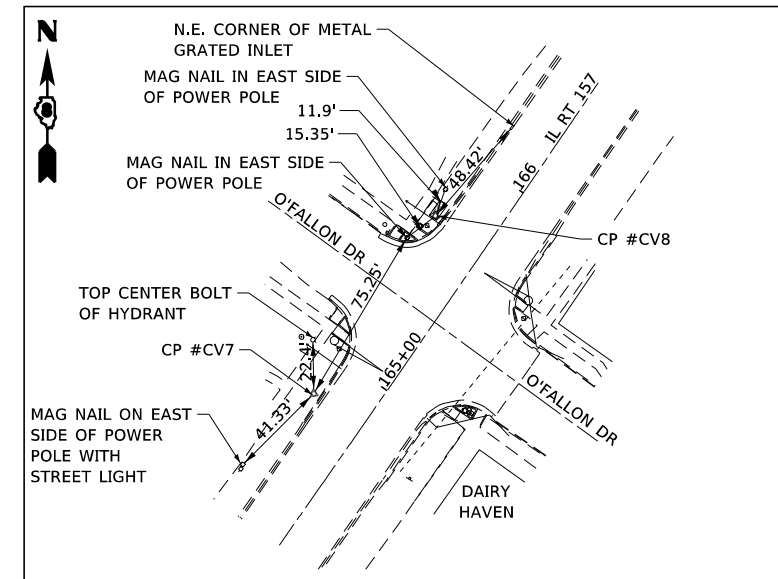 N
N.E. CORNER OF METAL
GRATED INLET
MAG NAIL IN EAST SIDE
OF POWER POLE
11.9'
15.35'
MAG NAIL IN EAST SIDE
OF POWER POLE
48.42'
166
IL RT 157
O'FALLON DR
CP #CV8
75.25'
TOP CENTER BOLT
OF HYDRANT
CP #CV7
165+00
41.33'
O'FALLON DR
MAG NAIL ON EAST
SIDE OF POWER
POLE WITH
STREET LIGHT
DAIRY
HAVEN